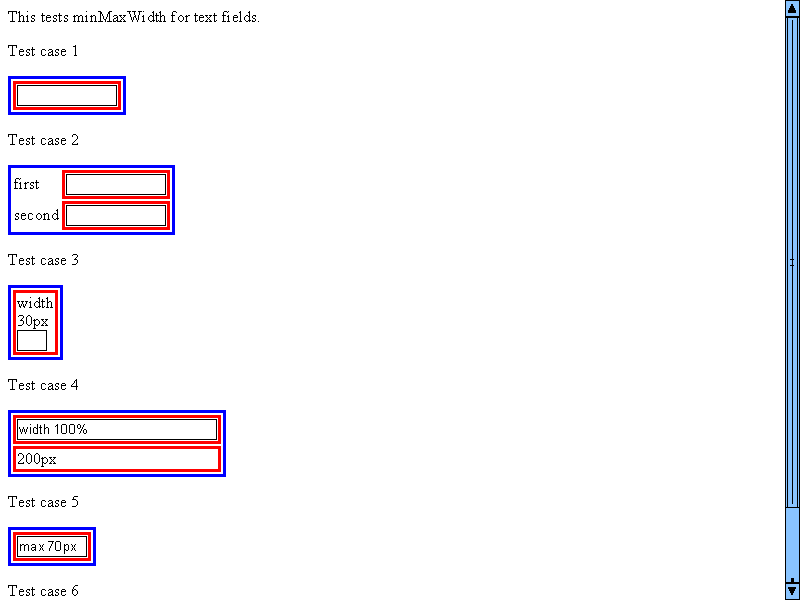 This tests minMaxWidth for text fields.
Test case 1
Test case 2
first
second
Test case 3
width
30px
Test case 4
width 100%
200px
Test case 5
max 70px
Test case 6